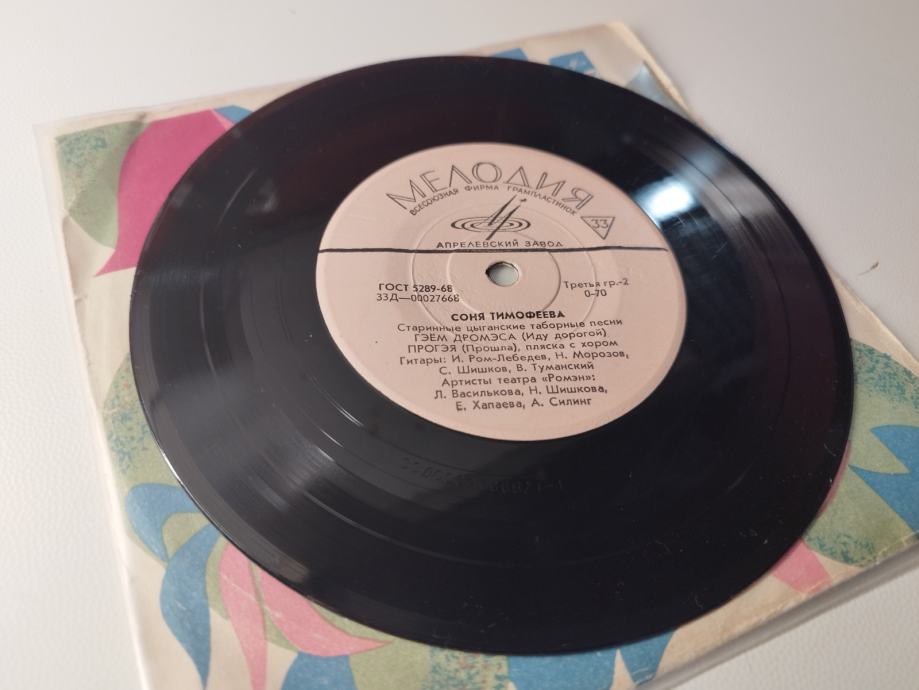 МЕЛОДИЯ
ВСЕСОЮЗНАЯ ФИРМА ГРАМПЛАСТИНОК
33
АПРЕЛЕВСКИЙ ЗАВОД
ГОСТ 5289-68
Третья гр.-2
33Д—00027668
0-70
СОНЯ ТИМОФЕЕВА
Старинные цыганские таборные песни
ГЭЕМ ДРОМЭСА (Иду дорогой)
ПРОГЭЯ (Прошла), пляска с хором
Гитары: И. Ром-Лебедев, Н. Морозов,
С. Шишков, В. Туманский
Артисты театра «Ромэн»:
Л. Василькова, Н. Шишкова,
Е. Хапаева, А. Силинг